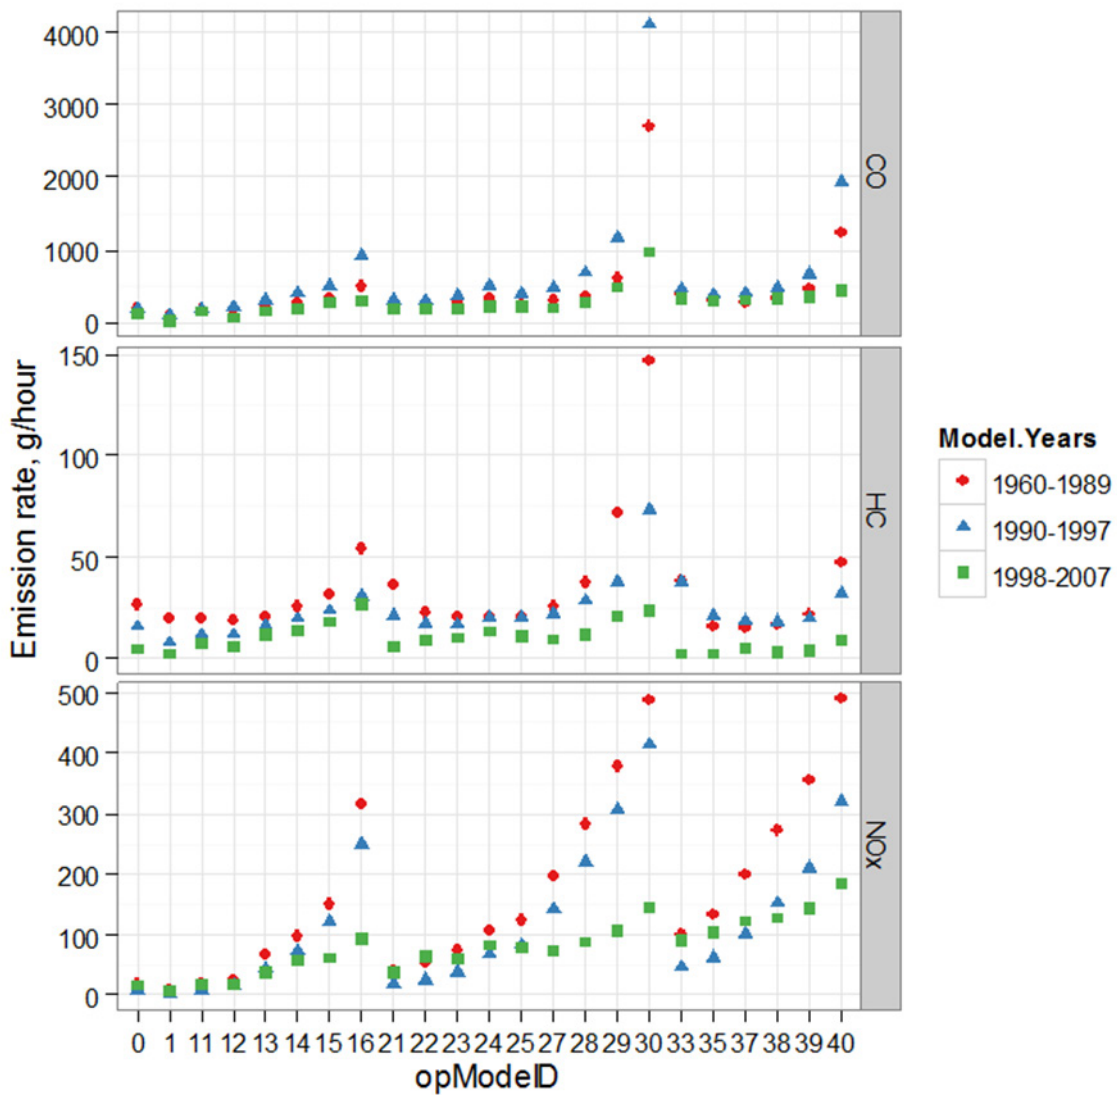 4000
3000
2000
1000
0
CO
150
100
50
0
HC
500
400
300
200
100
0
NOx
Emission rate, g/hour
0 1 11 12 13 14 15 16 21 22 23 24 25 27 28 29 30 33 35 37 38 39 40
opModeID
Model.Years
1960-1989
1990-1997
1998-2007